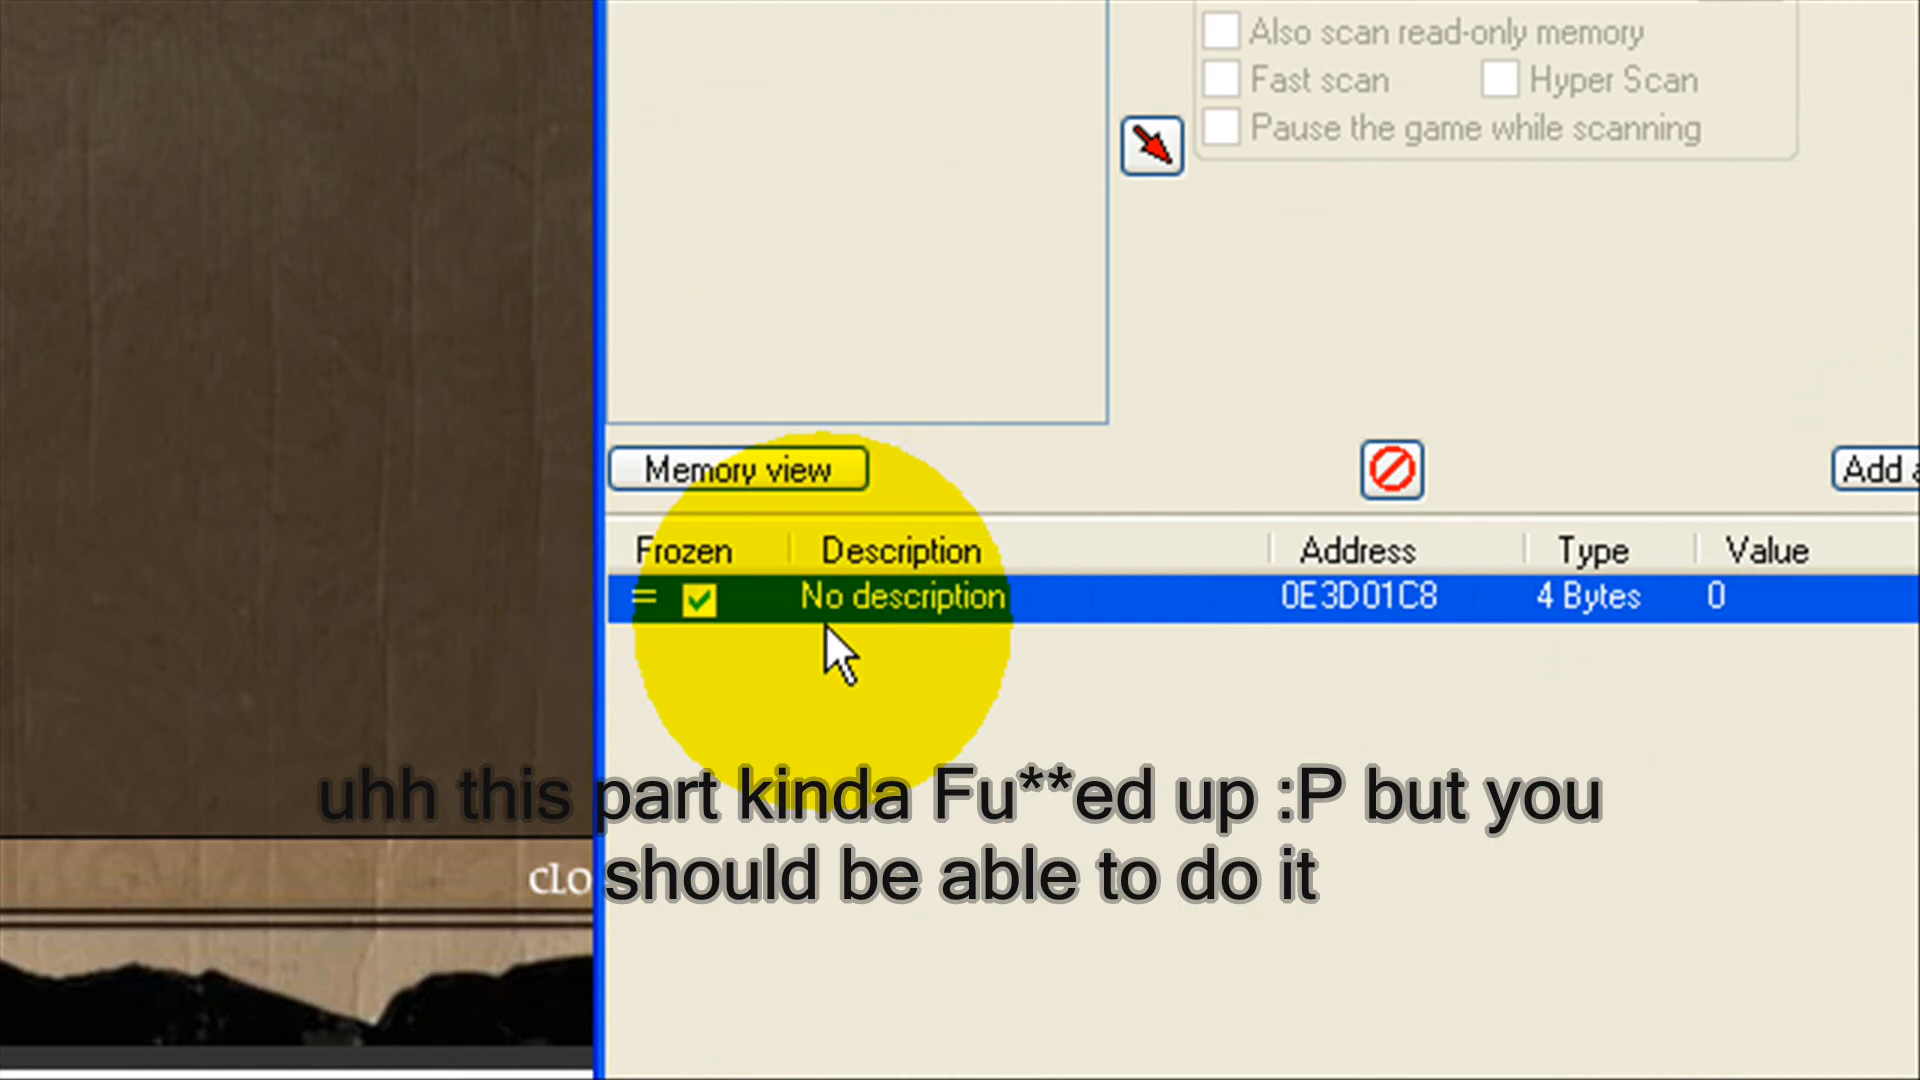 Also scan read-only memory
Fast scan Hyper Scan
Pause the game while scanning
Memory view Add
Frozen Description Address Type Value
= No description 0E3D01C8 4 Bytes 0
uhh this part kinda Fu**ed up :P but you
clo
should be able to do it